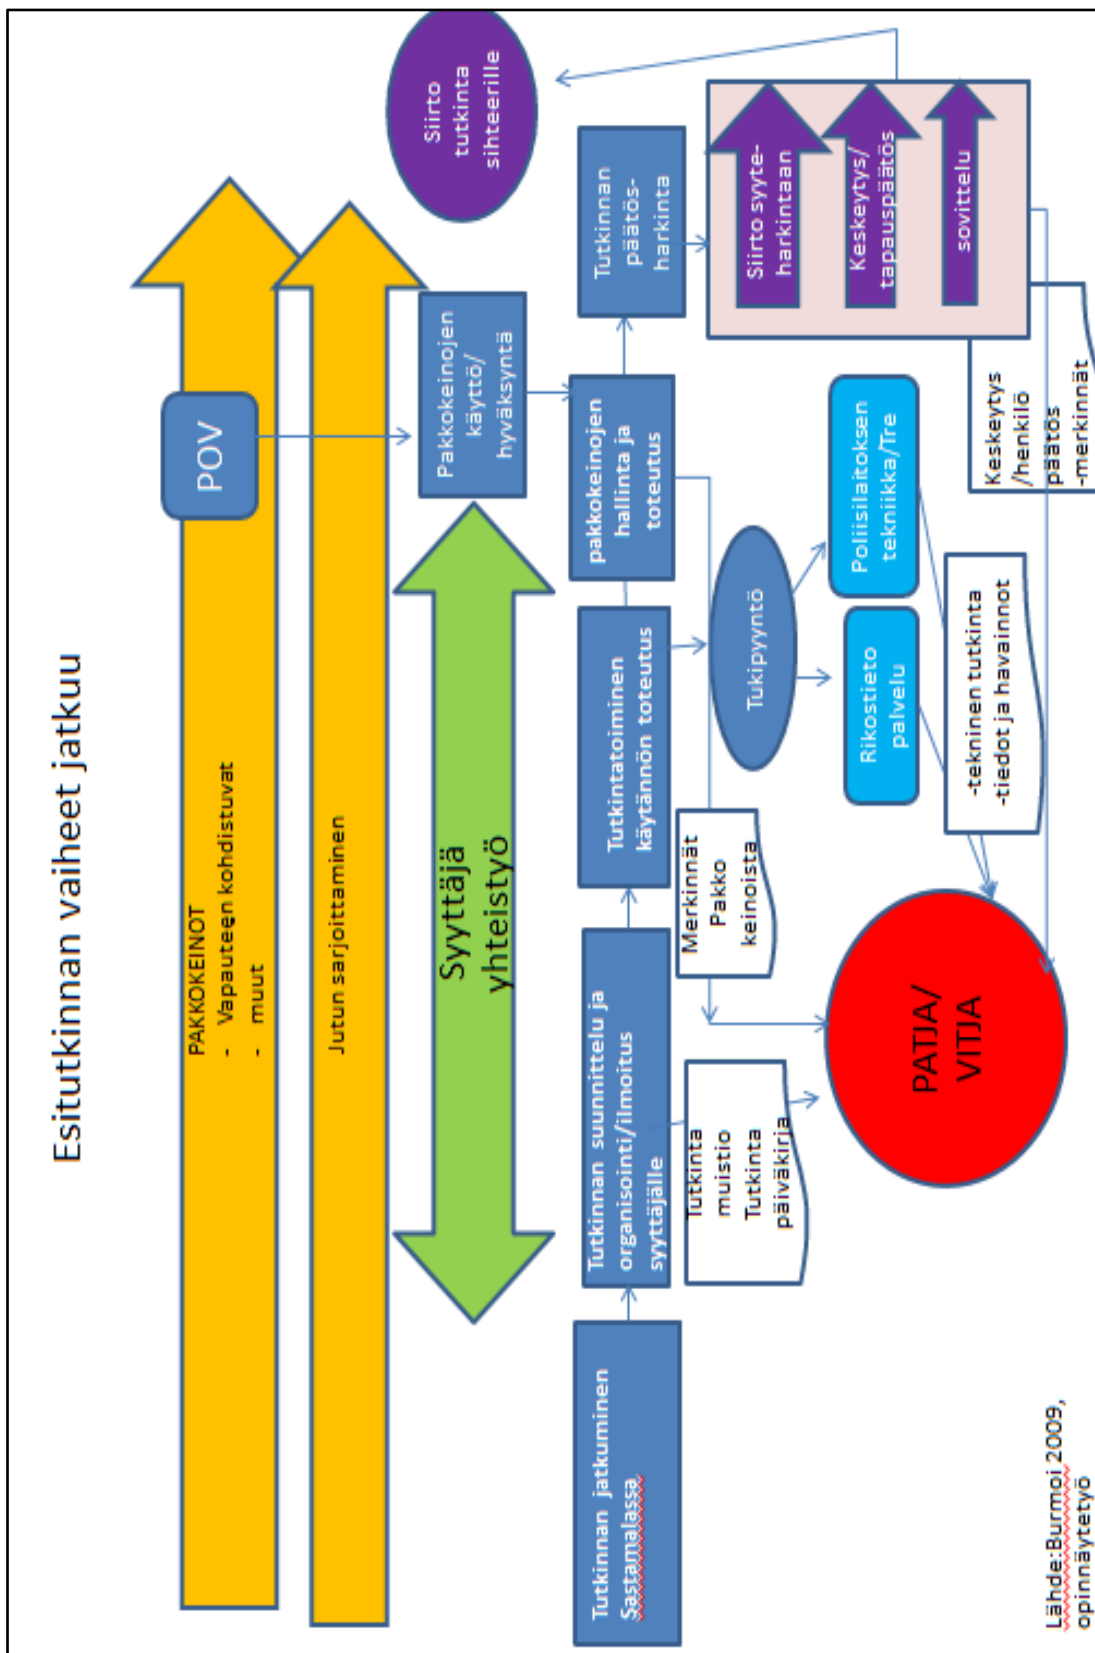 Esitutkinnan vaiheet jatkuu
PAKKOKEINOT
- Vapauteen kohdistuvat
- muut
POV
Jutun sarjoittaminen
Syyttäjä
yhteistyö
Pakkokeinojen
käyttö/
hyväksyntä
Siirto
tutkinta
sihteerille
Tutkinnan jatkuminen
Sastamalassa
Tutkinnan suunnittelu ja
organisointi/ilmoitus
syyttäjälle
Tutkintatoiminen
käytännön toteutus
pakkokeinojen
hallinta ja
toteutus
Tutkinnan
päätös-
harkinta
Tutkinta
muistio
Tutkinta
päiväkirja
Merkinnät
Pakko
keinoista
Tukipyyntö
Siirto syyte-
harkintaan
Keskeytys/
tapauspäätös
sovittelu
Rikostieto
palvelu
Poliisilaitoksen
tekniikka/Tre
PATJA/
VITJA
-tekninen tutkinta
-tiedot ja havainnot
Keskeytys
/henkilö
päätös
-merkinnät
Lähde:Burmoi 2009,
opinnäytetyö